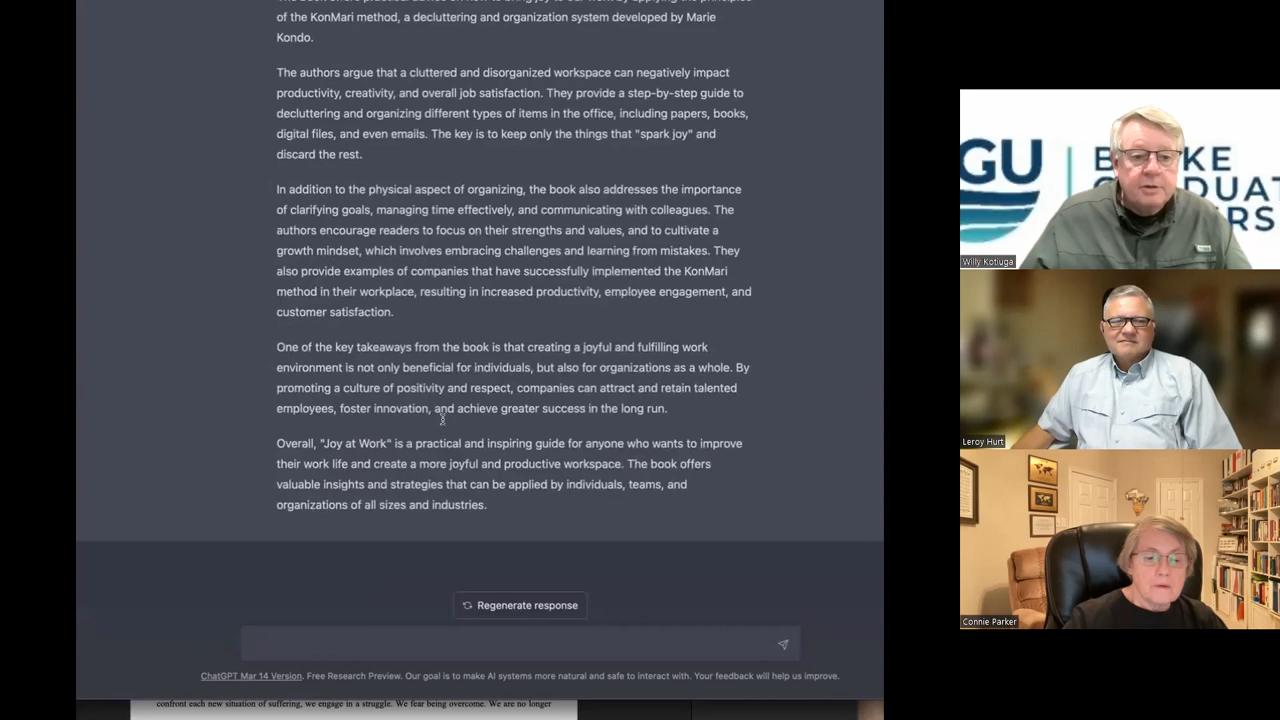 of the KonMari method, a decluttering and organization system developed by Marie
Kondo.
The authors argue that a cluttered and disorganized workspace can negatively impact
productivity, creativity, and overall job satisfaction. They provide a step-by-step guide to
decluttering and organizing different types of items in the office, including papers, books,
digital files, and even emails. The key is to keep only the things that "spark joy" and
discard the rest.
In addition to the physical aspect of organizing, the book also addresses the importance
of clarifying goals, managing time effectively, and communicating with colleagues. The
authors encourage readers to focus on their strengths and values, and to cultivate a
growth mindset, which involves embracing challenges and learning from mistakes. They
also provide examples of companies that have successfully implemented the KonMari
method in their workplace, resulting in increased productivity, employee engagement, and
customer satisfaction.
One of the key takeaways from the book is that creating a joyful and fulfilling work
environment is not only beneficial for individuals, but also for organizations as a whole. By
promoting a culture of positivity and respect, companies can attract and retain talented
employees, foster innovation, and achieve greater success in the long run.
Overall, "Joy at Work" is a practical and inspiring guide for anyone who wants to improve
their work life and create a more joyful and productive workspace. The book offers
valuable insights and strategies that can be applied by individuals, teams, and
organizations of all sizes and industries.
Regenerate response
ChatGPT Mar 14 Version. Free Research Preview. Our goal is to make AI systems more natural and safe to interact with. Your feedback will help us improve.
confront each new situation of suffering, we engage in a struggle. We fear being overcome. We are no longer
GU
B KE
Willy Kotiuga
Leroy Hurt
Connie Parker